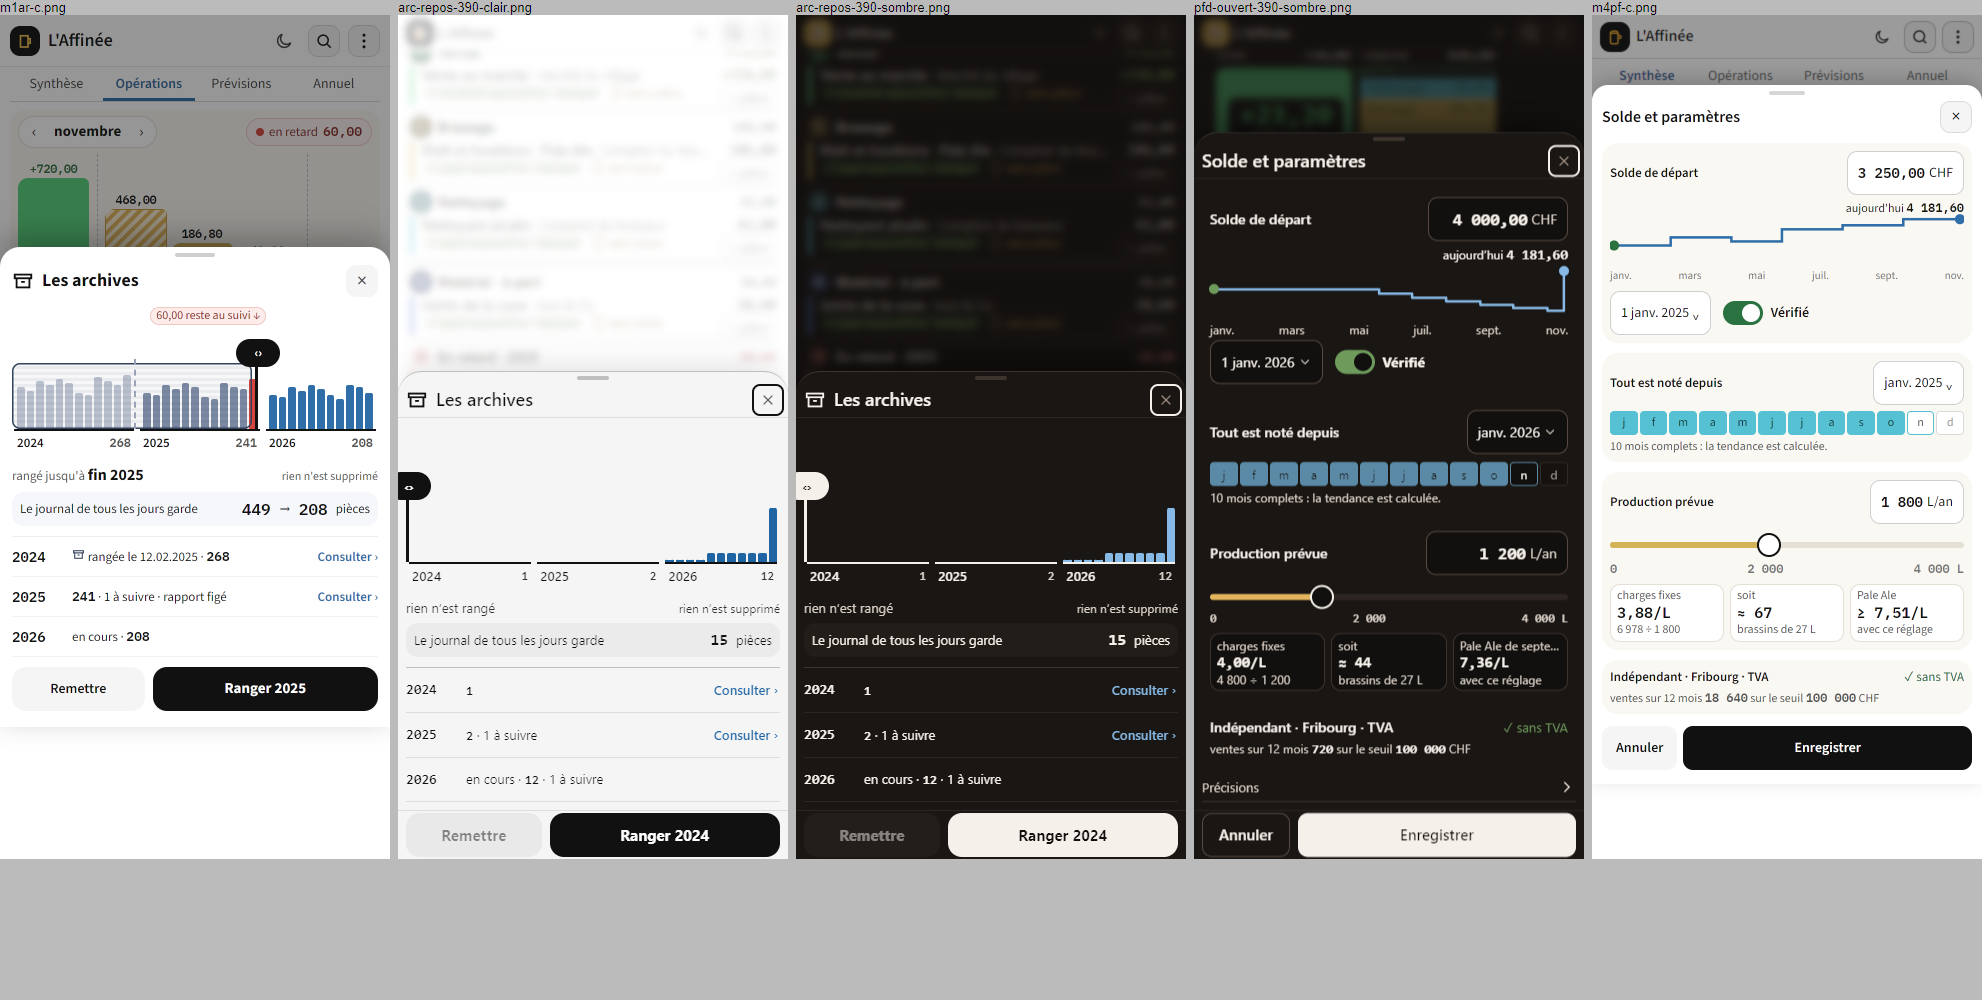 m1ar-c.png
L'Affinée
Synthèse Opérations Prévisions Annuel
‹ novembre › en retard 60,00
+720,00
468,00
186,80
Les archives ×
60,00 reste au suivi ↓
‹›
2024 268 2025 241 2026 208
rangé jusqu'à fin 2025 rien n'est supprimé
Le journal de tous les jours garde 449 → 208 pièces
2024 rangée le 12.02.2025 · 268 Consulter ›
2025 241 · 1 à suivre · rapport figé Consulter ›
2026 en cours · 208
Remettre Ranger 2025
arc-repos-390-clair.png
Les archives ×
‹›
2024 1 2025 2 2026 12
rien n'est rangé rien n'est supprimé
Le journal de tous les jours garde 15 pièces
2024 1 Consulter ›
2025 2 · 1 à suivre Consulter ›
2026 en cours · 12 · 1 à suivre
Remettre Ranger 2024
arc-repos-390-sombre.png
Les archives ×
‹›
2024 1 2025 2 2026 12
rien n'est rangé rien n'est supprimé
Le journal de tous les jours garde 15 pièces
2024 1 Consulter ›
2025 2 · 1 à suivre Consulter ›
2026 en cours · 12 · 1 à suivre
Remettre Ranger 2024
pfd-ouvert-390-sombre.png
+23,20
Solde et paramètres ×
Solde de départ 4 000,00 CHF
aujourd'hui 4 181,60
janv. mars mai juil. sept. nov.
1 janv. 2026 Vérifié
Tout est noté depuis janv. 2026
j f m a m j j a s o n d
10 mois complets : la tendance est calculée.
Production prévue 1 200 L/an
0 2 000 4 000 L
charges fixes soit Pale Ale de septe...
4,00/L ≈ 44 7,36/L
4 800 ÷ 1 200 brassins de 27 L avec ce réglage
Indépendant · Fribourg · TVA ✓ sans TVA
ventes sur 12 mois 720 sur le seuil 100 000 CHF
Précisions
Annuler Enregistrer
m4pf-c.png
L'Affinée
Synthèse Opérations Prévisions Annuel
Solde et paramètres ×
Solde de départ 3 250,00 CHF
aujourd'hui 4 181,60
janv. mars mai juil. sept. nov.
1 janv. 2025 Vérifié
Tout est noté depuis janv. 2025
j f m a m j j a s o n d
10 mois complets : la tendance est calculée.
Production prévue 1 800 L/an
0 2 000 4 000 L
charges fixes soit Pale Ale
3,88/L ≈ 67 ≥ 7,51/L
6 978 ÷ 1 800 brassins de 27 L avec ce réglage
Indépendant · Fribourg · TVA ✓ sans TVA
ventes sur 12 mois 18 640 sur le seuil 100 000 CHF
Annuler Enregistrer